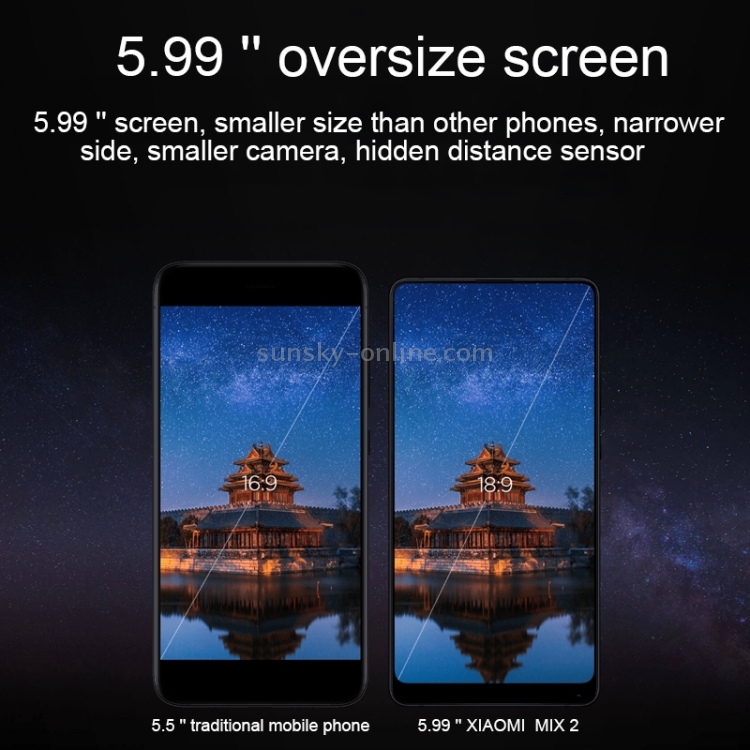 5.99 " oversize screen
5.99 " screen, smaller size than other phones, narrower
side, smaller camera, hidden distance sensor
sunsky-online.com
16:9
18:9
5.5 " traditional mobile phone
5.99 " XIAOMI MIX 2